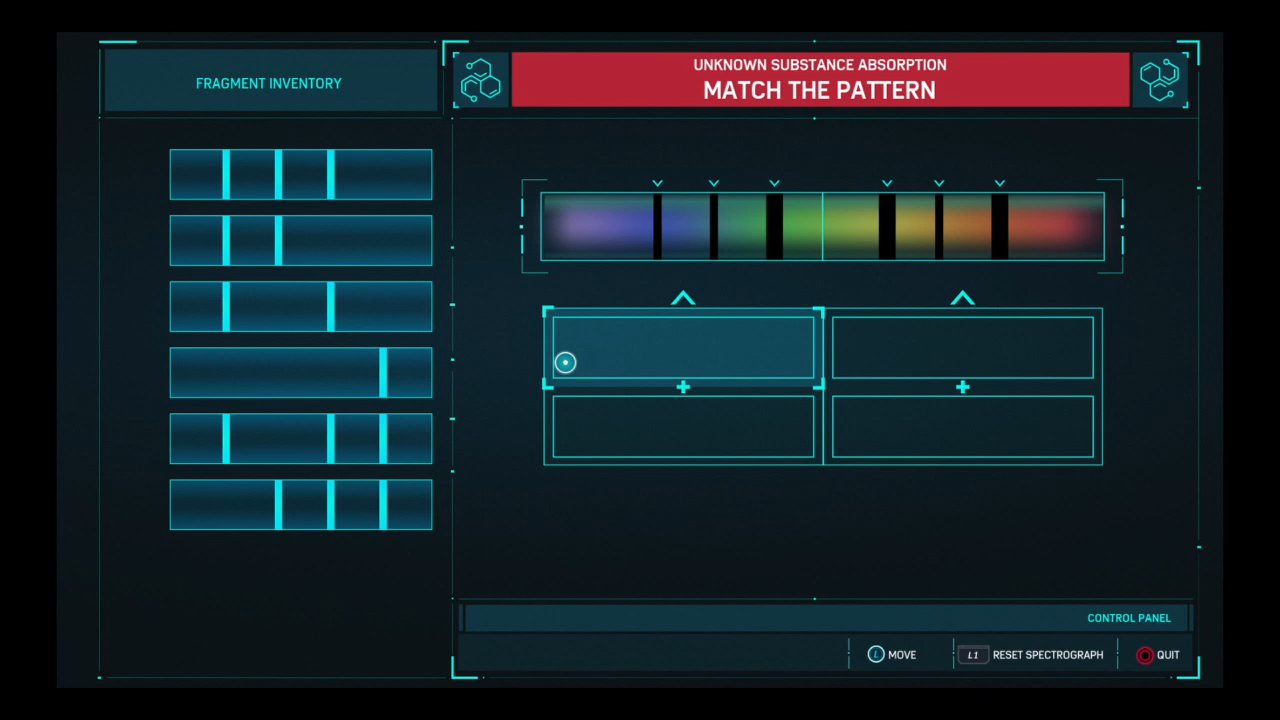 FRAGMENT INVENTORY
UNKNOWN SUBSTANCE ABSORPTION
MATCH THE PATTERN
CONTROL PANEL
L MOVE
L1 RESET SPECTROGRAPH
QUIT